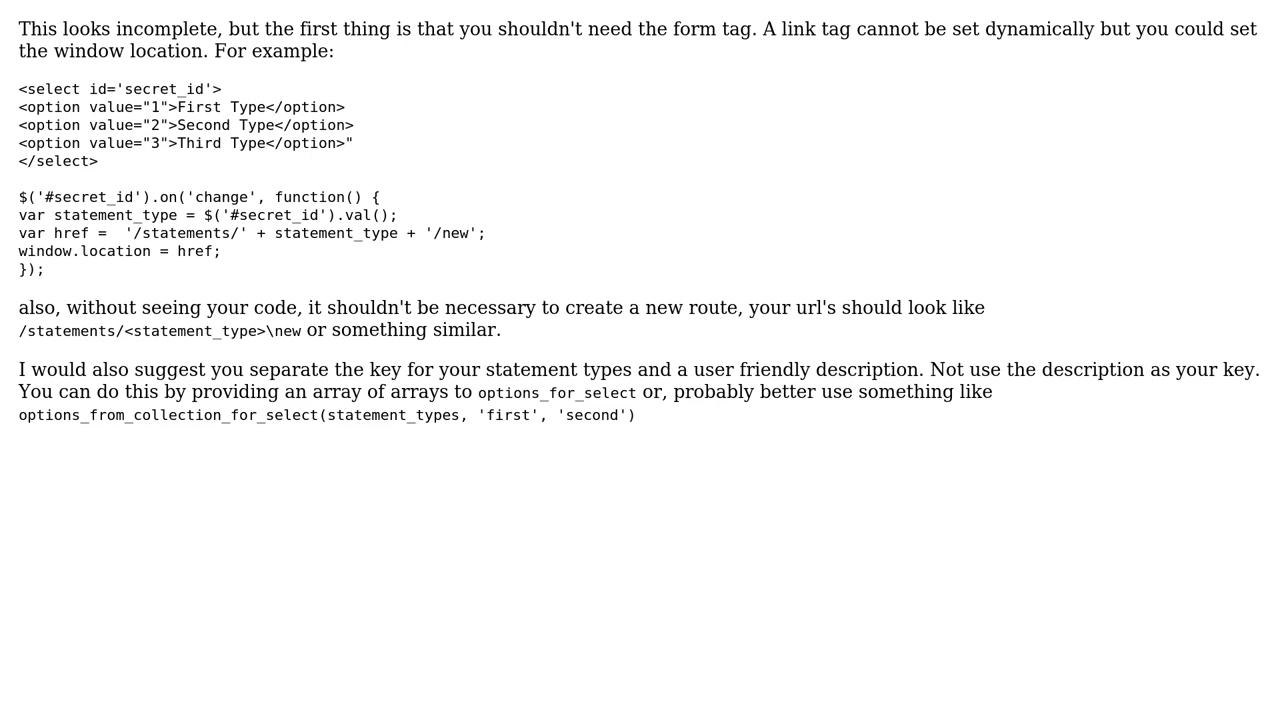 This looks incomplete, but the first thing is that you shouldn't need the form tag. A link tag cannot be set dynamically but you could set
the window location. For example:
<select id='secret_id'>
<option value="1">First Type</option>
<option value="2">Second Type</option>
<option value="3">Third Type</option>"
</select>
$('#secret_id').on('change', function() {
var statement_type = $('#secret_id').val();
var href =  '/statements/' + statement_type + '/new';
window.location = href;
});
also, without seeing your code, it shouldn't be necessary to create a new route, your url's should look like
/statements/<statement_type>\new or something similar.
I would also suggest you separate the key for your statement types and a user friendly description. Not use the description as your key.
You can do this by providing an array of arrays to options_for_select or, probably better use something like
options_from_collection_for_select(statement_types, 'first', 'second')